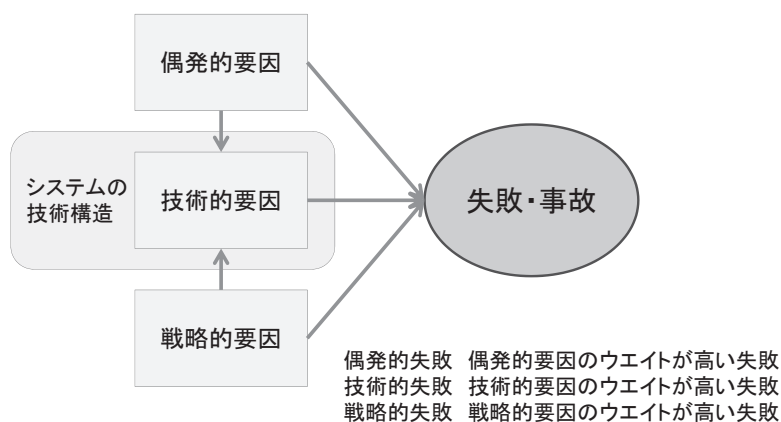 偶発的要因
システムの
技術構造
技術的要因
失敗・事故
戦略的要因
偶発的失敗 偶発的要因のウエイトが高い失敗
技術的失敗 技術的要因のウエイトが高い失敗
戦略的失敗 戦略的要因のウエイトが高い失敗